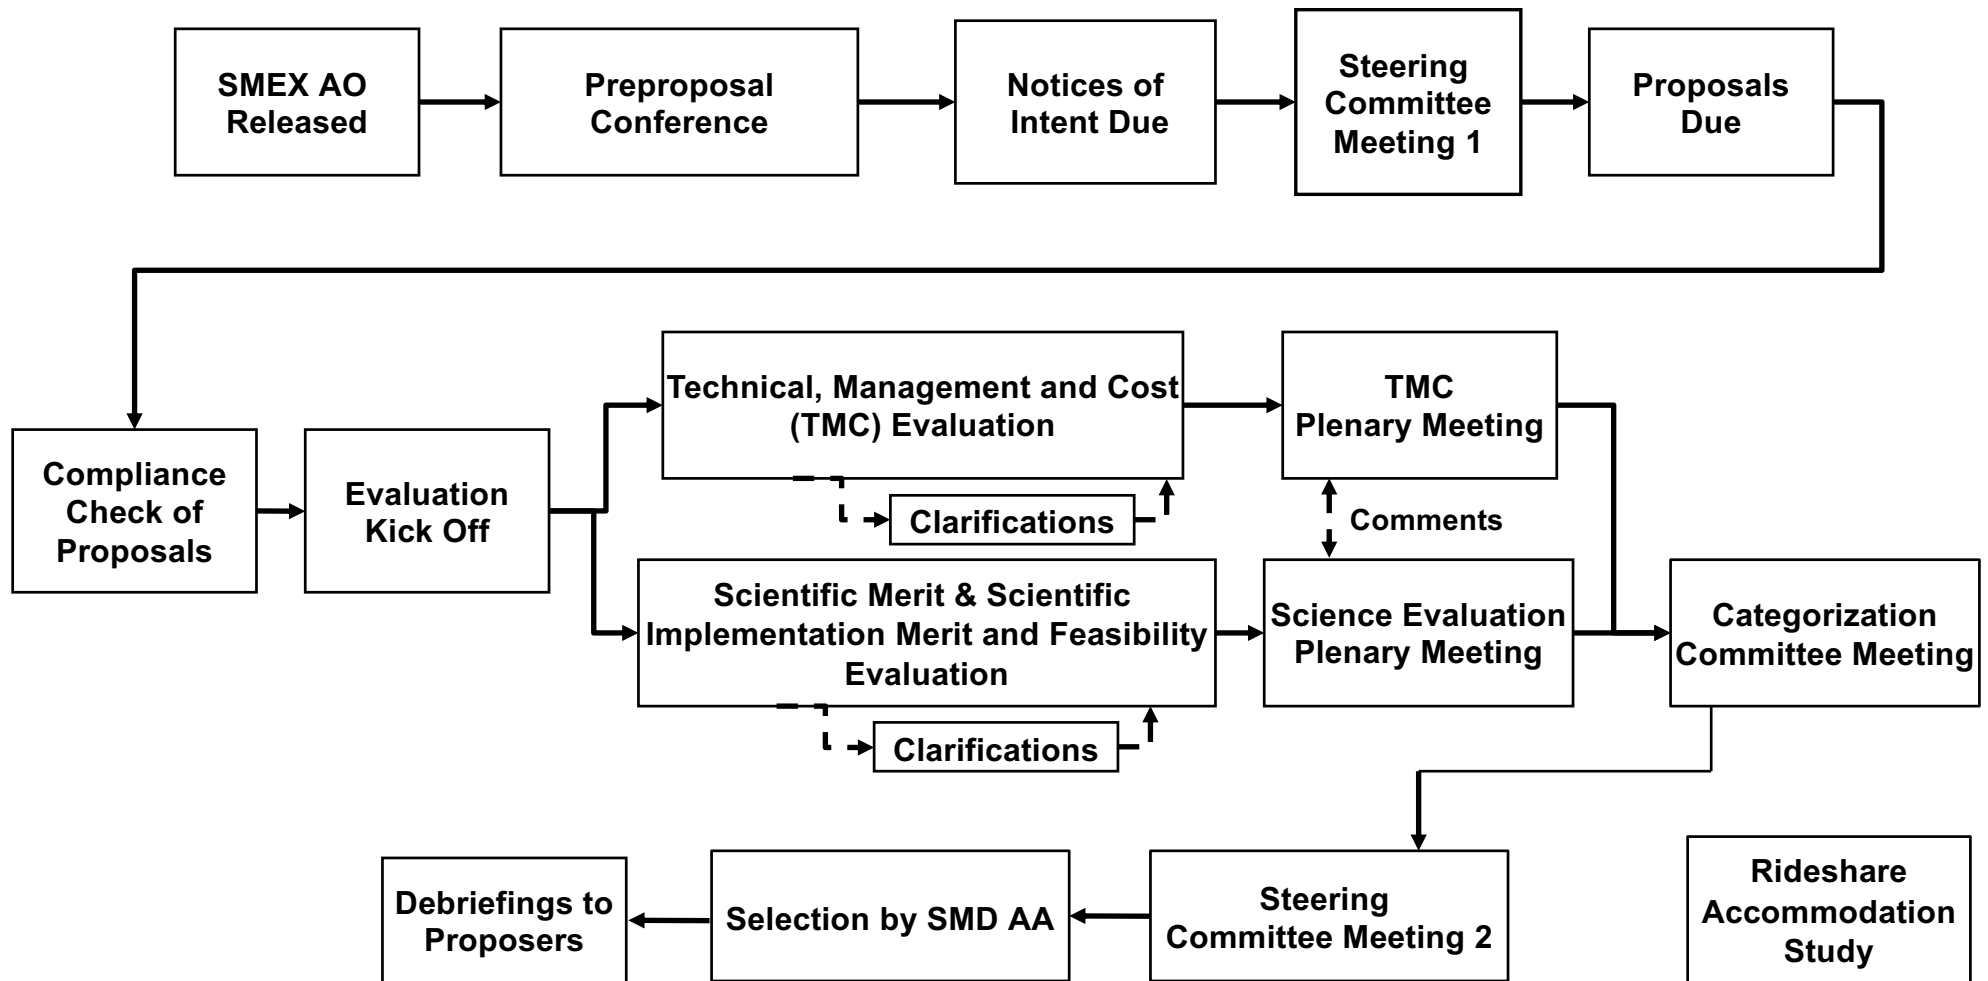 SMEX AO
Released
Preproposal
Conference
Notices of
Intent Due
Steering
Committee
Meeting 1
Proposals
Due
Compliance
Check of
Proposals
Evaluation
Kick Off
Technical, Management and Cost
(TMC) Evaluation
Clarifications
TMC
Plenary Meeting
Comments
Scientific Merit & Scientific
Implementation Merit and Feasibility
Evaluation
Clarifications
Science Evaluation
Plenary Meeting
Categorization
Committee Meeting
Debriefings to
Proposers
Selection by SMD AA
Steering
Committee Meeting 2
Rideshare
Accommodation
Study